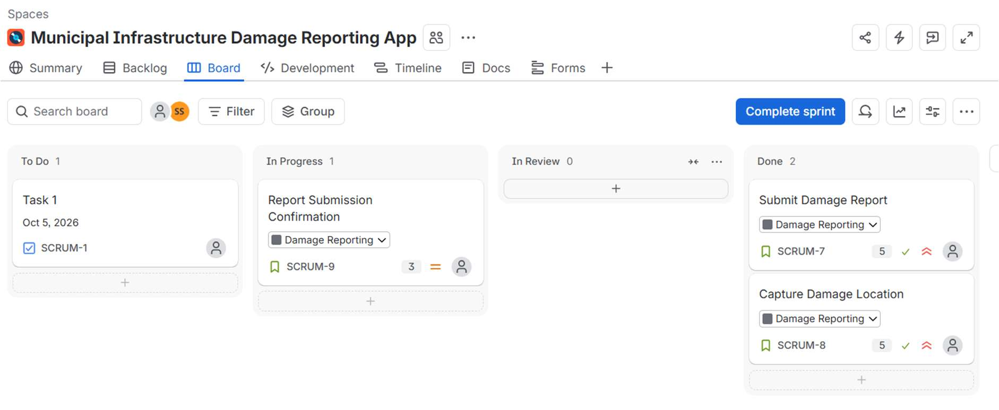 Spaces
Municipal Infrastructure Damage Reporting App
Summary Backlog Board Development Timeline Docs Forms
Search board SS Filter Group Complete sprint
To Do 1
Task 1
Oct 5, 2026
SCRUM-1
In Progress 1
Report Submission
Confirmation
Damage Reporting
SCRUM-9 3
In Review 0
Done 2
Submit Damage Report
Damage Reporting
SCRUM-7 5
Capture Damage Location
Damage Reporting
SCRUM-8 5